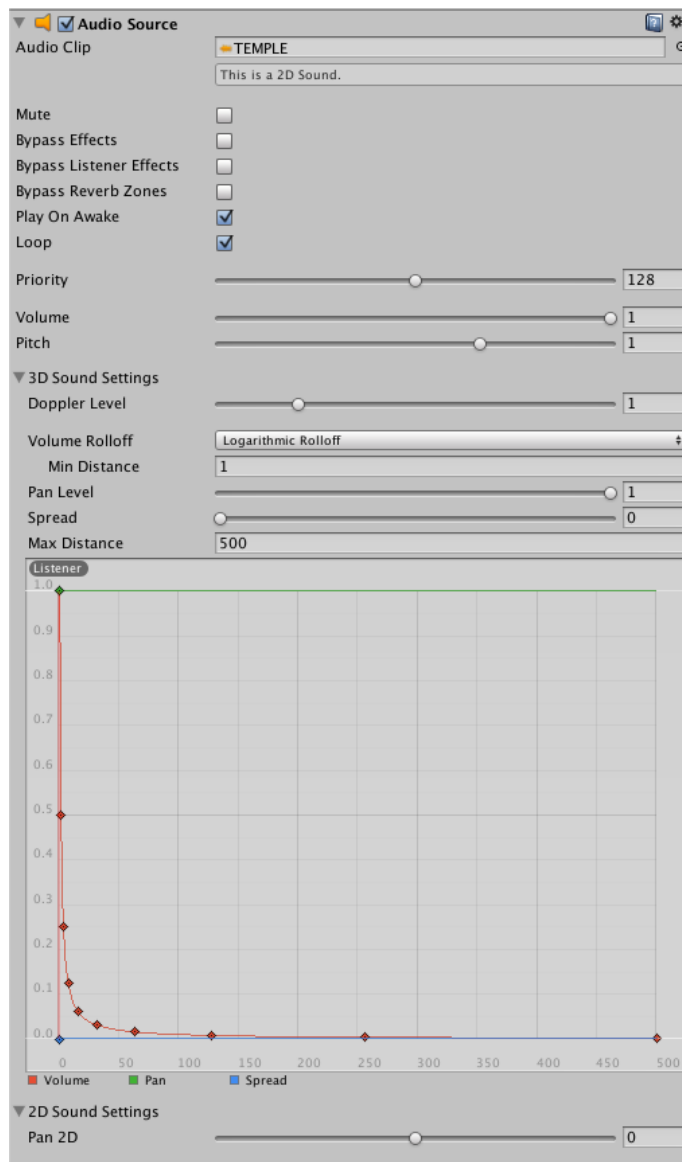 Audio Source
Audio Clip TEMPLE
This is a 2D Sound.
Mute
Bypass Effects
Bypass Listener Effects
Bypass Reverb Zones
Play On Awake
Loop
Priority 128
Volume 1
Pitch 1
3D Sound Settings
Doppler Level 1
Volume Rolloff Logarithmic Rolloff
Min Distance 1
Pan Level 1
Spread 0
Max Distance 500
Listener
1.0
0.9
0.8
0.7
0.6
0.5
0.4
0.3
0.2
0.1
0.0
0 50 100 150 200 250 300 350 400 450 500
Volume Pan Spread
2D Sound Settings
Pan 2D 0